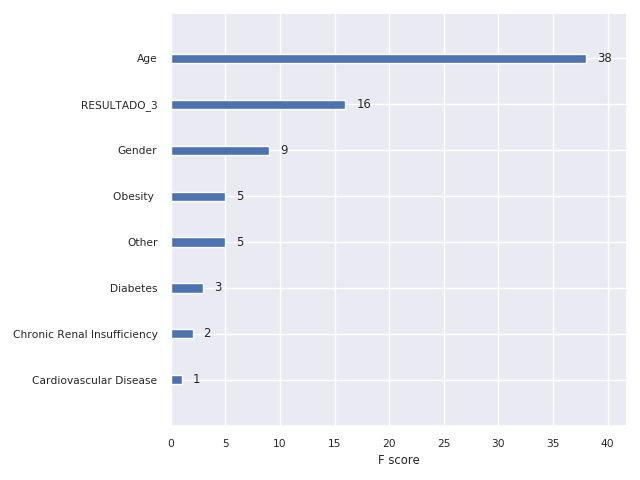 Age 38
RESULTADO_3 16
Gender 9
Obesity 5
Other 5
Diabetes 3
Chronic Renal Insufficiency 2
Cardiovascular Disease 1
0 5 10 15 20 25 30 35 40
F score